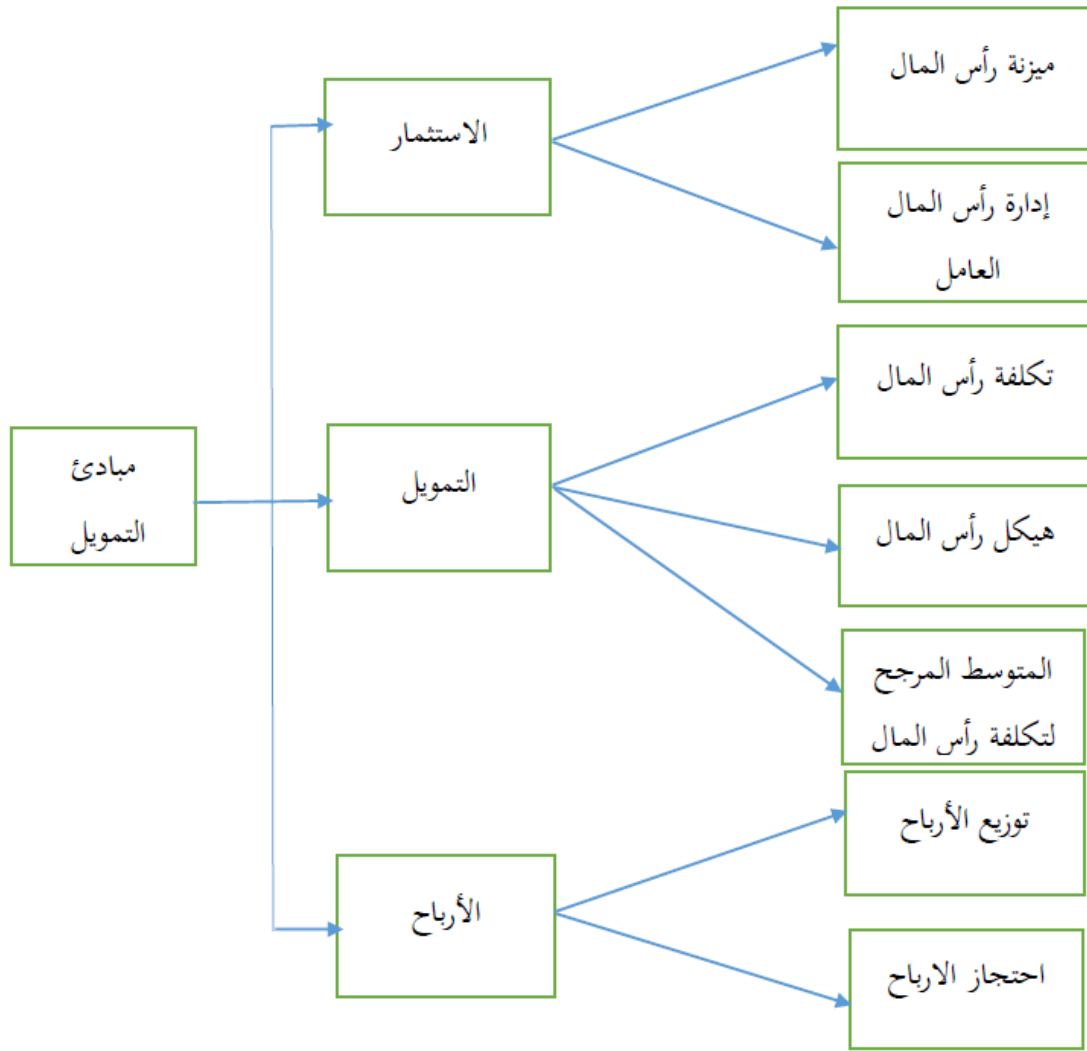 ميزنة رأس المال
الاستثمار
إدارة رأس المال
العامل
تكلفة رأس المال
مبادئ
التمويل
التمويل
هيكل رأس المال
المتوسط المرجح
لتكلفة رأس المال
توزيع الأرباح
الأرباح
احتجاز الارباح